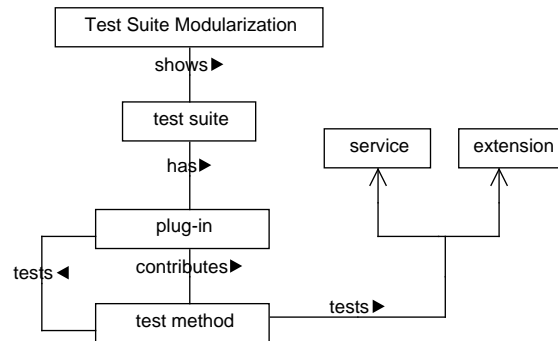 Test Suite Modularization
shows▶
test suite
service
extension
has▶
plug-in
contributes▶
tests◀
test method
tests▶